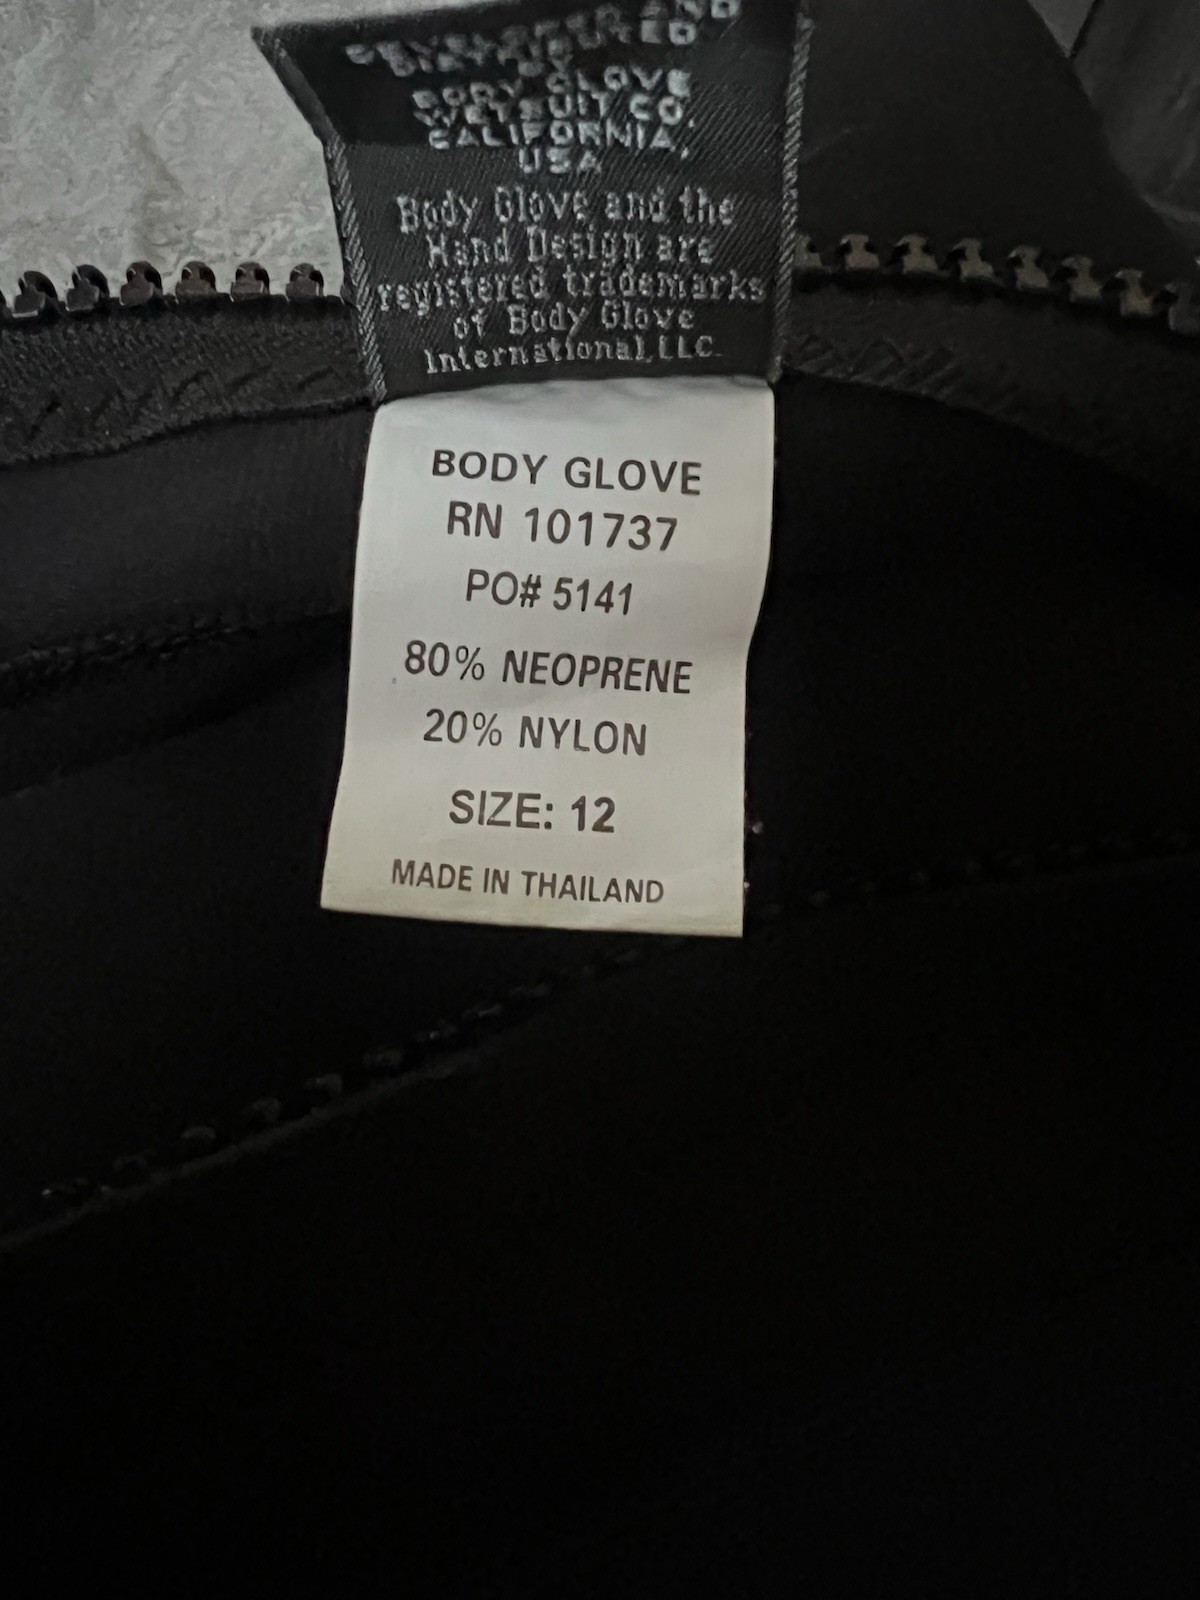 DISTRIBUTED
BY
BODY GLOVE
WETSUIT CO.
CALIFORNIA,
USA
Body Glove and the
Hand Design are
registered trademarks
of Body Glove
International,LLC.
BODY GLOVE
RN 101737
PO# 5141
80% NEOPRENE
20% NYLON
SIZE: 12
MADE IN THAILAND